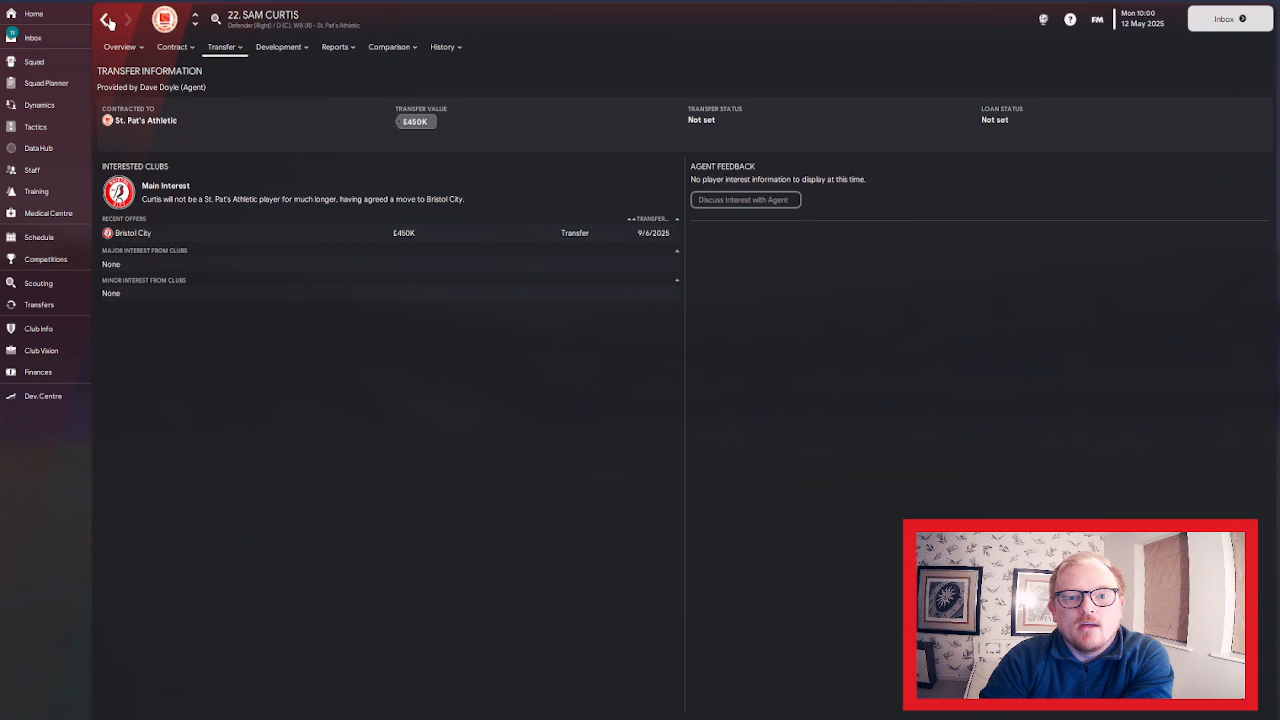 Home
11
Inbox
Squad
Squad Planner
Dynamics
Tactics
Data Hub
Staff
Training
Medical Centre
Schedule
Competitions
Scouting
Transfers
Club Info
Club Vision
Finances
Dev. Centre
22. SAM CURTIS
Defender (Right) / D (C), WB (R) - St. Pat's Athletic
?
FM
Mon 10:00
12 May 2025
Inbox
Overview
Contract
Transfer
Development
Reports
Comparison
History
TRANSFER INFORMATION
Provided by Dave Doyle (Agent)
CONTRACTED TO
St. Pat's Athletic
TRANSFER VALUE
£450K
TRANSFER STATUS
Not set
LOAN STATUS
Not set
INTERESTED CLUBS
Main Interest
Curtis will not be a St. Pat's Athletic player for much longer, having agreed a move to Bristol City.
RECENT OFFERS
TRANSFER...
Bristol City £450K Transfer 9/6/2025
MAJOR INTEREST FROM CLUBS
None
MINOR INTEREST FROM CLUBS
None
AGENT FEEDBACK
No player interest information to display at this time.
Discuss Interest with Agent